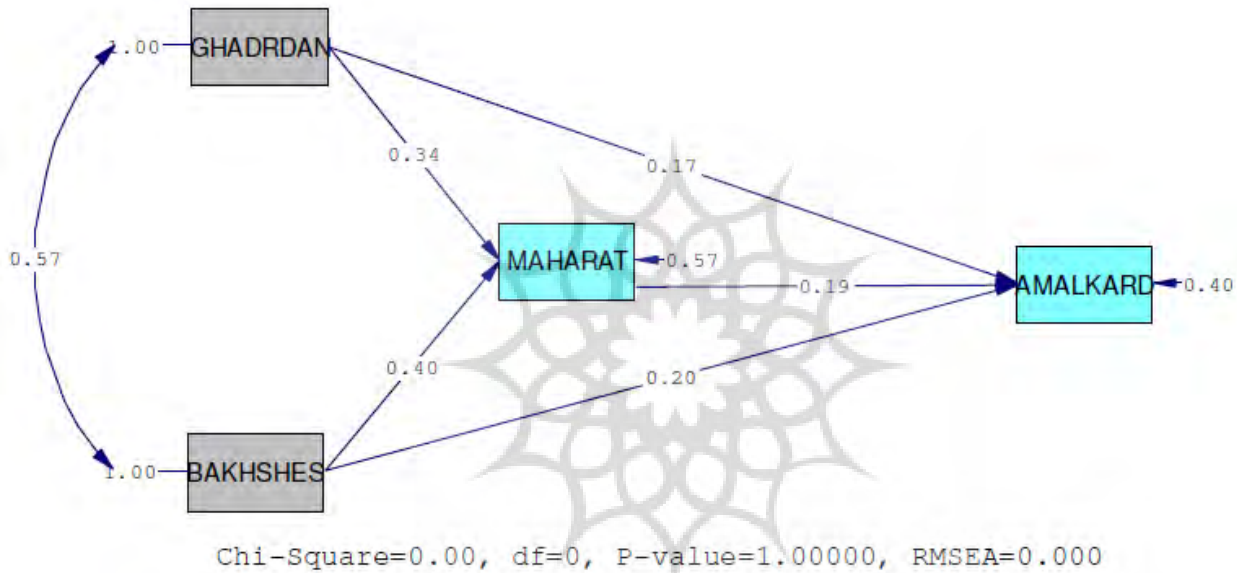 1.00
GHADRDAN
0.17
0.34
0.57
MAHARAT
0.57
0.19
AMALKARD
0.40
0.40
0.20
1.00
BAKHSHES
Chi-Square=0.00, df=0, P-value=1.00000, RMSEA=0.000